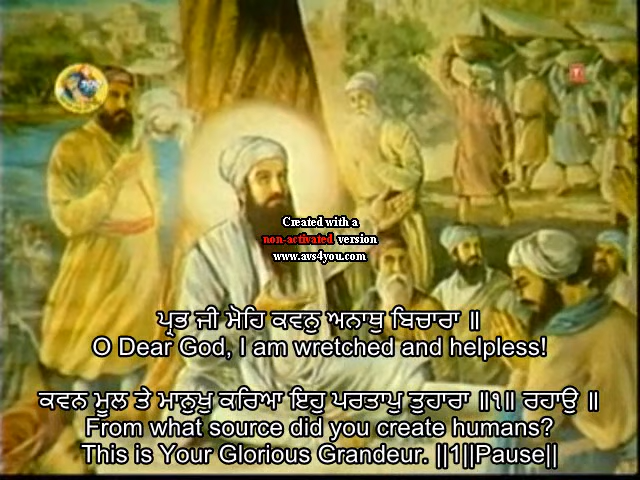 Created with a
non-activated version
www.avs4you.com
ਪ੍ਰਭ ਜੀ ਮੋਹਿ ਕਵਨੁ ਅਨਾਥੁ ਬਿਚਾਰਾ ॥
O Dear God, I am wretched and helpless!
ਕਵਨ ਮੂਲ ਤੇ ਮਾਨੁਖੁ ਕਰਿਆ ਇਹੁ ਪਰਤਾਪੁ ਤੁਹਾਰਾ ॥੧॥ ਰਹਾਉ ॥
From what source did you create humans?
This is Your Glorious Grandeur. ||1||Pause||